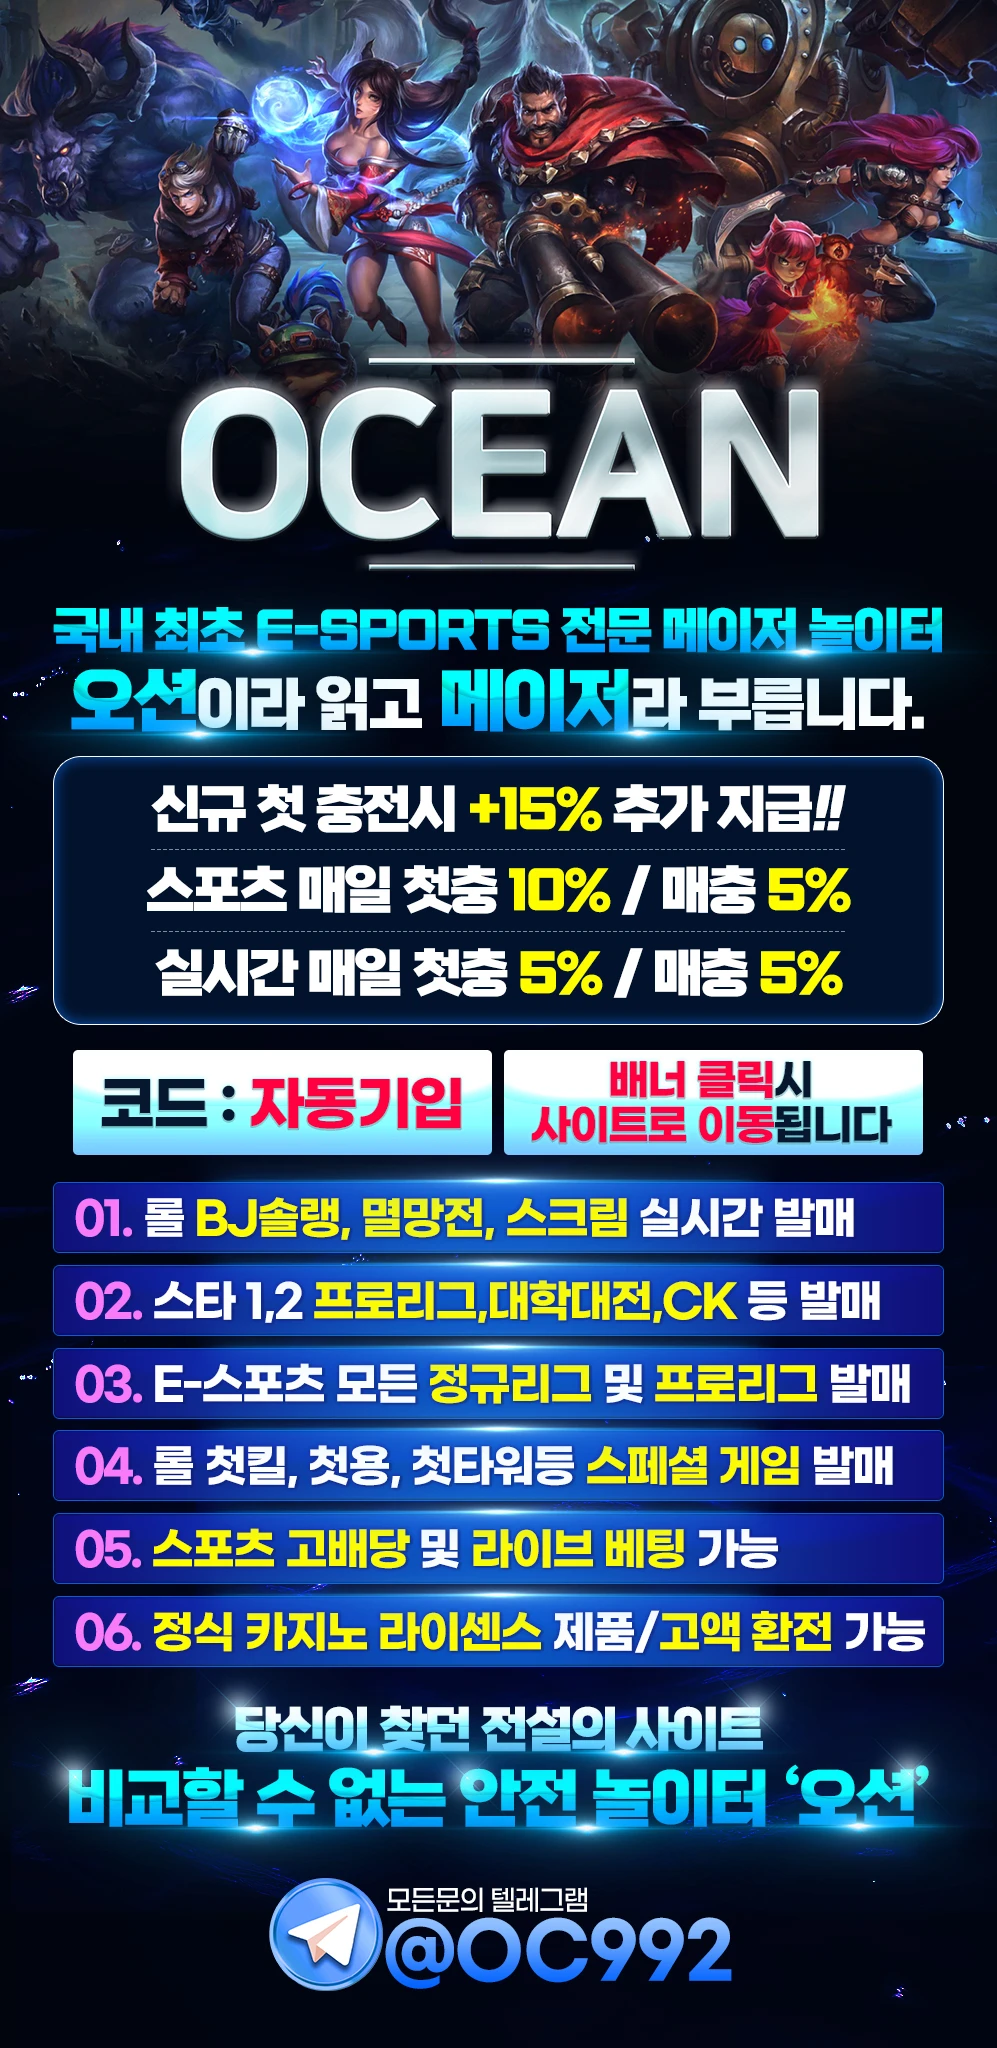 OCEAN
국내 최초 E-SPORTS 전문 메이저 놀이터
오션이라 읽고 메이저라 부릅니다.
신규 첫 충전시 +15% 추가 지급!!
스포츠 매일 첫충 10% / 매충 5%
실시간 매일 첫충 5% / 매충 5%
코드 : 자동기입
배너 클릭시
사이트로 이동됩니다
01. 롤 BJ솔랭, 멸망전, 스크림 실시간 발매
02. 스타 1,2 프로리그,대학대전,CK 등 발매
03. E-스포츠 모든 정규리그 및 프로리그 발매
04. 롤 첫킬, 첫용, 첫타워등 스페셜 게임 발매
05. 스포츠 고배당 및 라이브 베팅 가능
06. 정식 카지노 라이센스 제품/고액 환전 가능
당신이 찾던 전설의 사이트
비교할 수 없는 안전 놀이터 ‘오션’
모든문의 텔레그램
@OC992